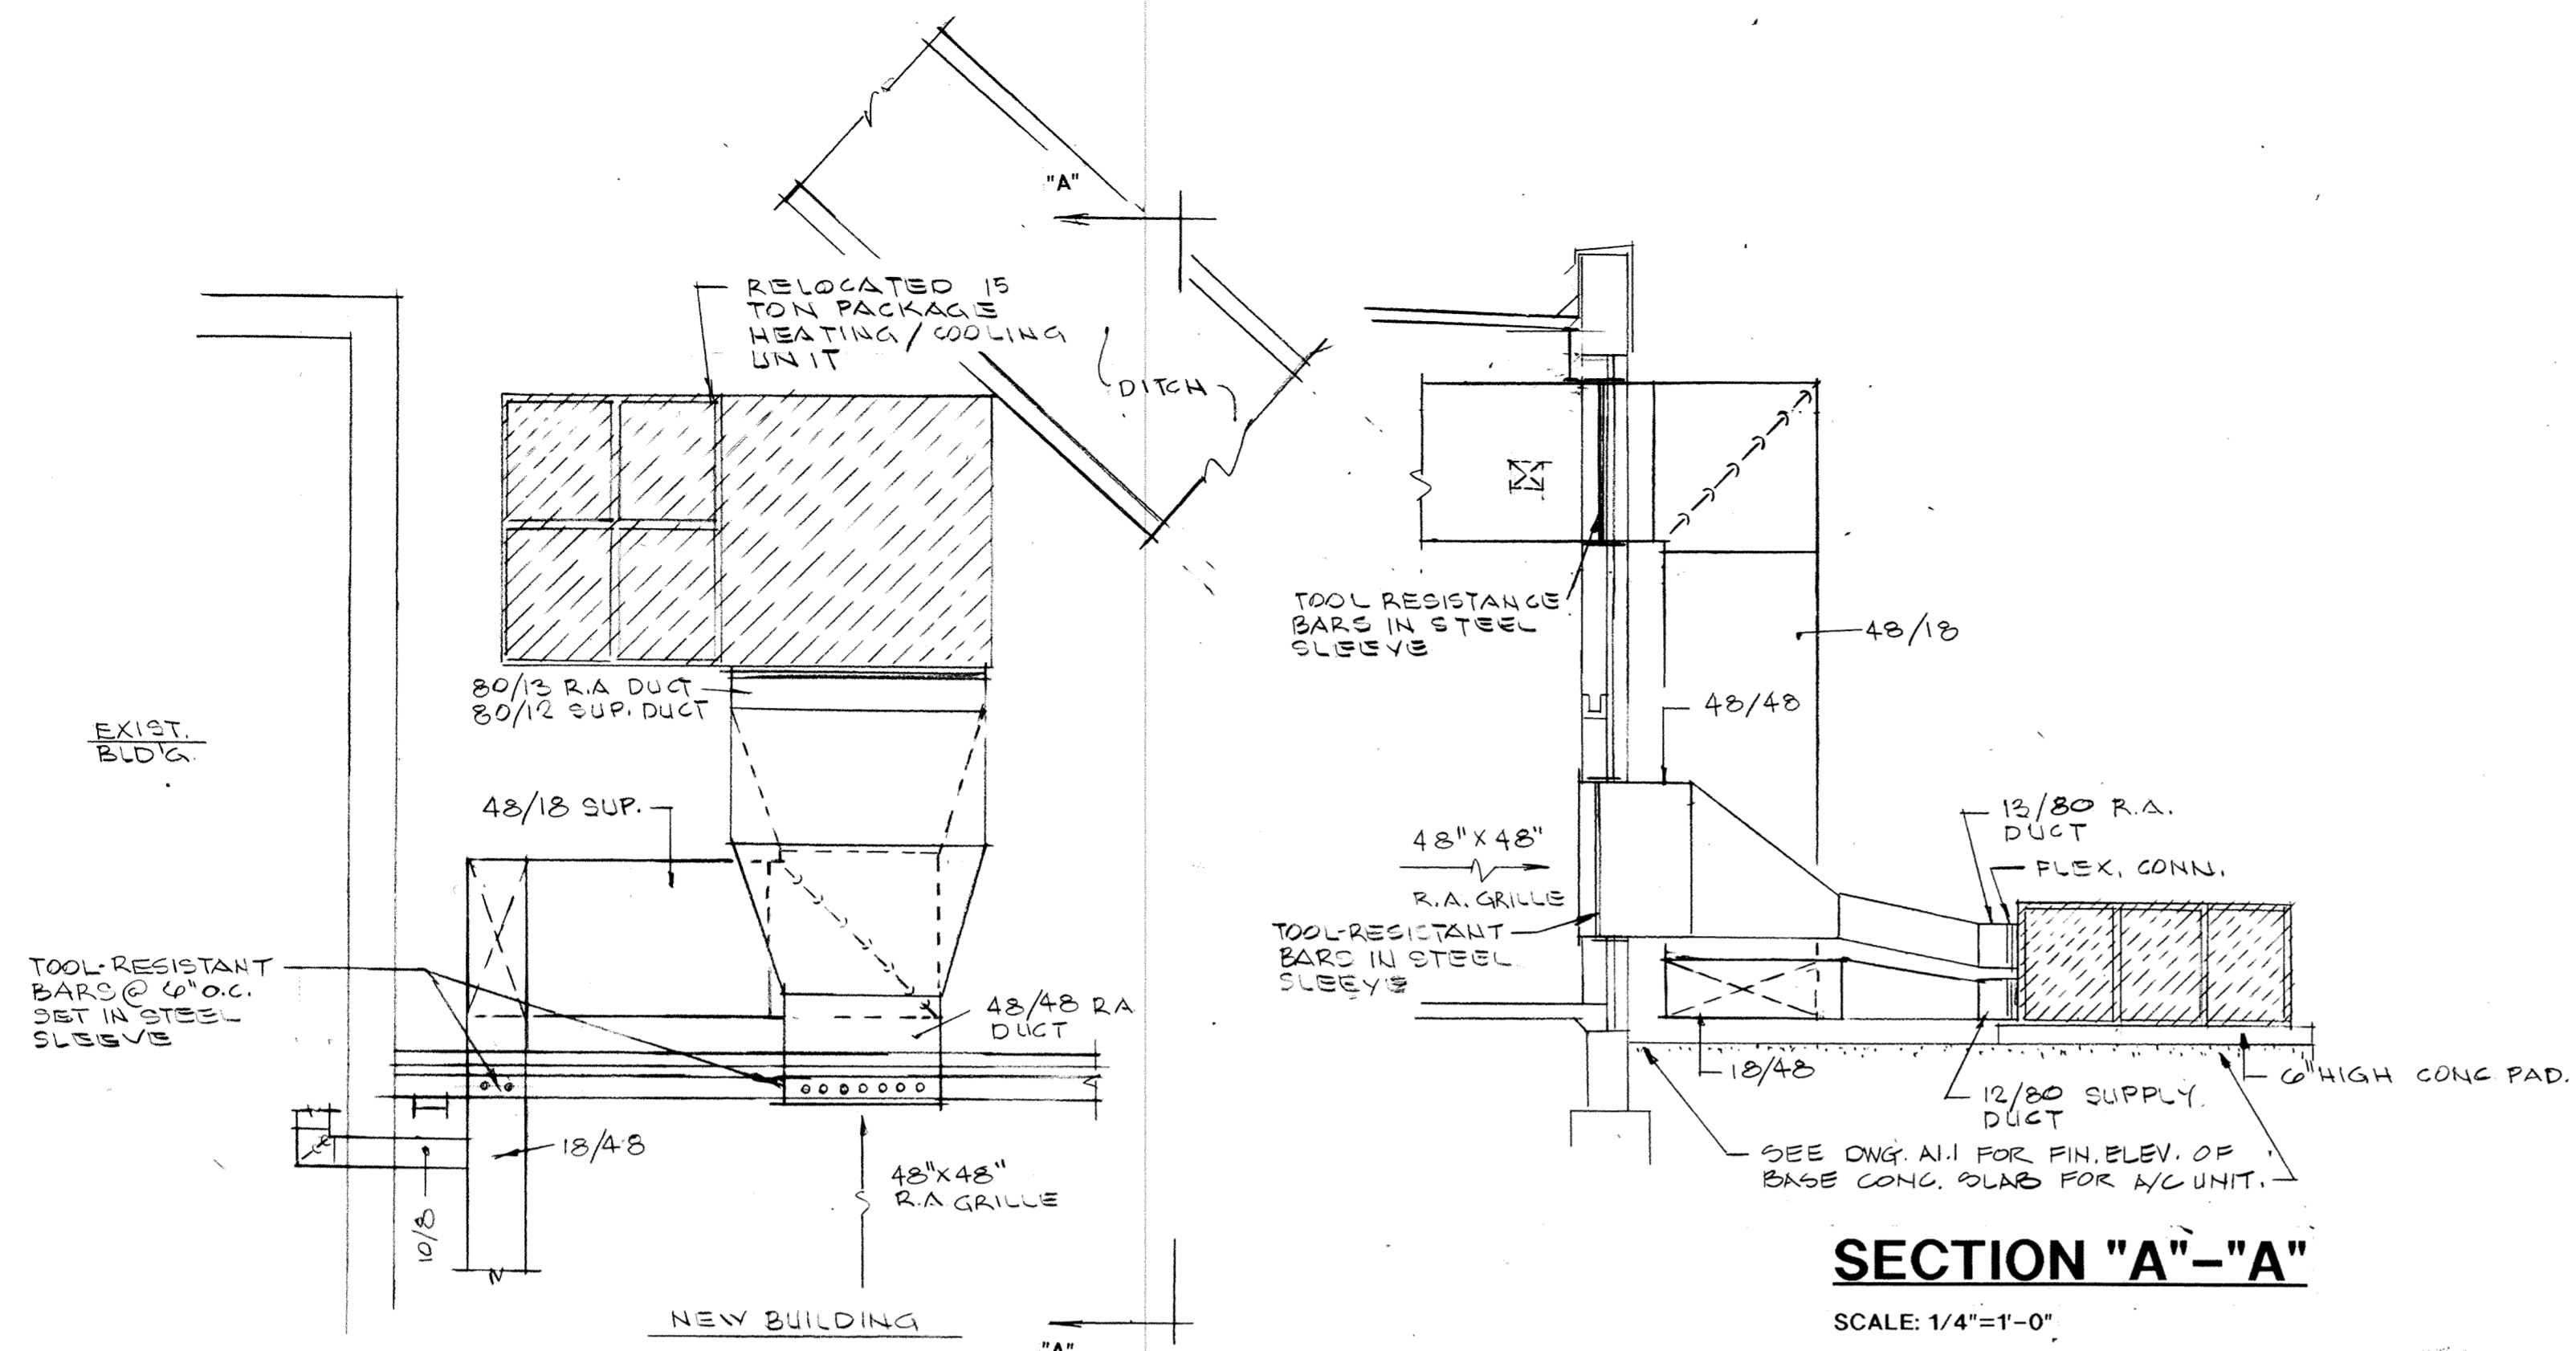 "A"
RELOCATED 15
TON PACKAGE
HEATING/COOLING
UNIT
DITCH
80/13 R.A DUCT
80/12 SUP. DUCT
EXIST.
BLD'G.
48/18 SUP.
TOOL-RESISTANT
BARS @ 6" O.C.
SET IN STEEL
SLEEVE
48/48 RA
DUCT
18/48
10/8
48"X48"
R.A GRILLE
NEW BUILDING
"A"
TOOL RESISTANCE
BARS IN STEEL
SLEEVE
48/18
48/48
48"X48"
R.A. GRILLE
TOOL-RESISTANT
BARS IN STEEL
SLEEVE
13/80 R.A.
DUCT
FLEX. CONN.
18/48
12/80 SUPPLY
DUCT
6" HIGH CONC PAD.
SEE DWG. A1.1 FOR FIN. ELEV. OF
BASE CONC. SLAB FOR A/C UNIT.
SECTION "A"–"A"
SCALE: 1/4"=1'-0"